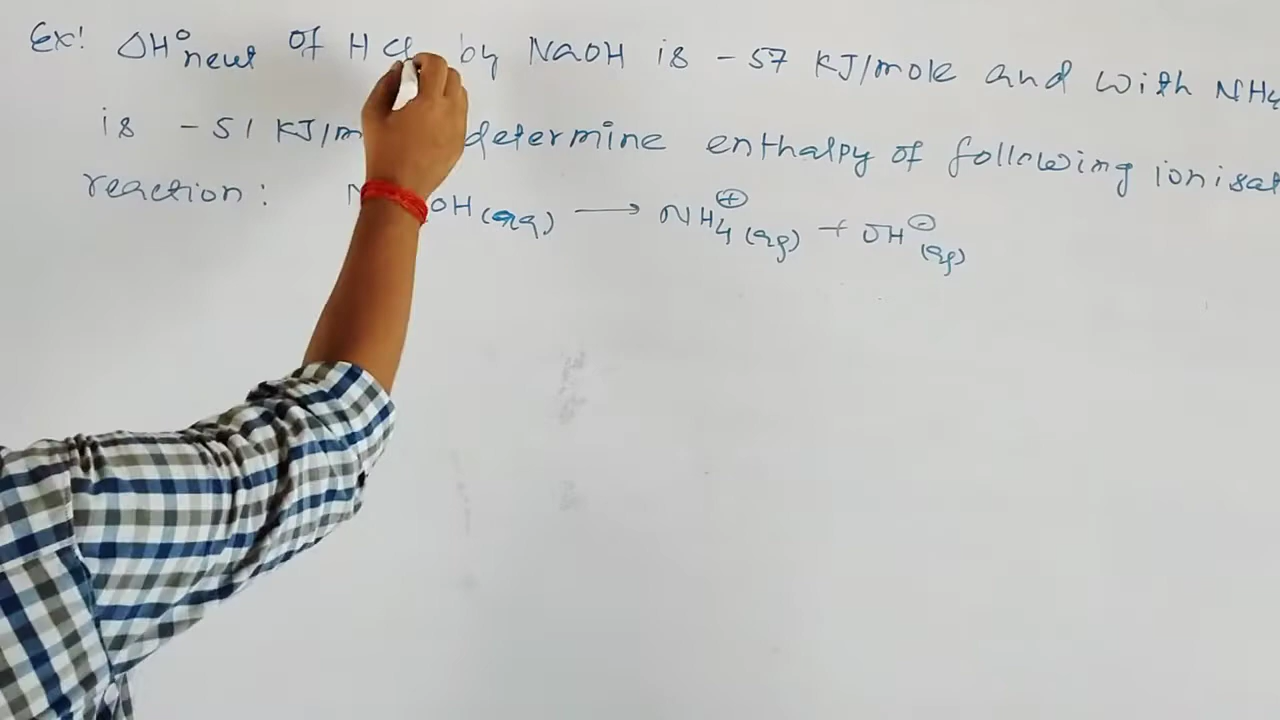 Ex! ΔH°neut of HCl by NaOH is -57 KJ/mole and with NH4
is -51 KJ/m determine enthalpy of following ionisat
reaction: N OH(aq) → NH4⊕(aq) + OH⊖(aq)